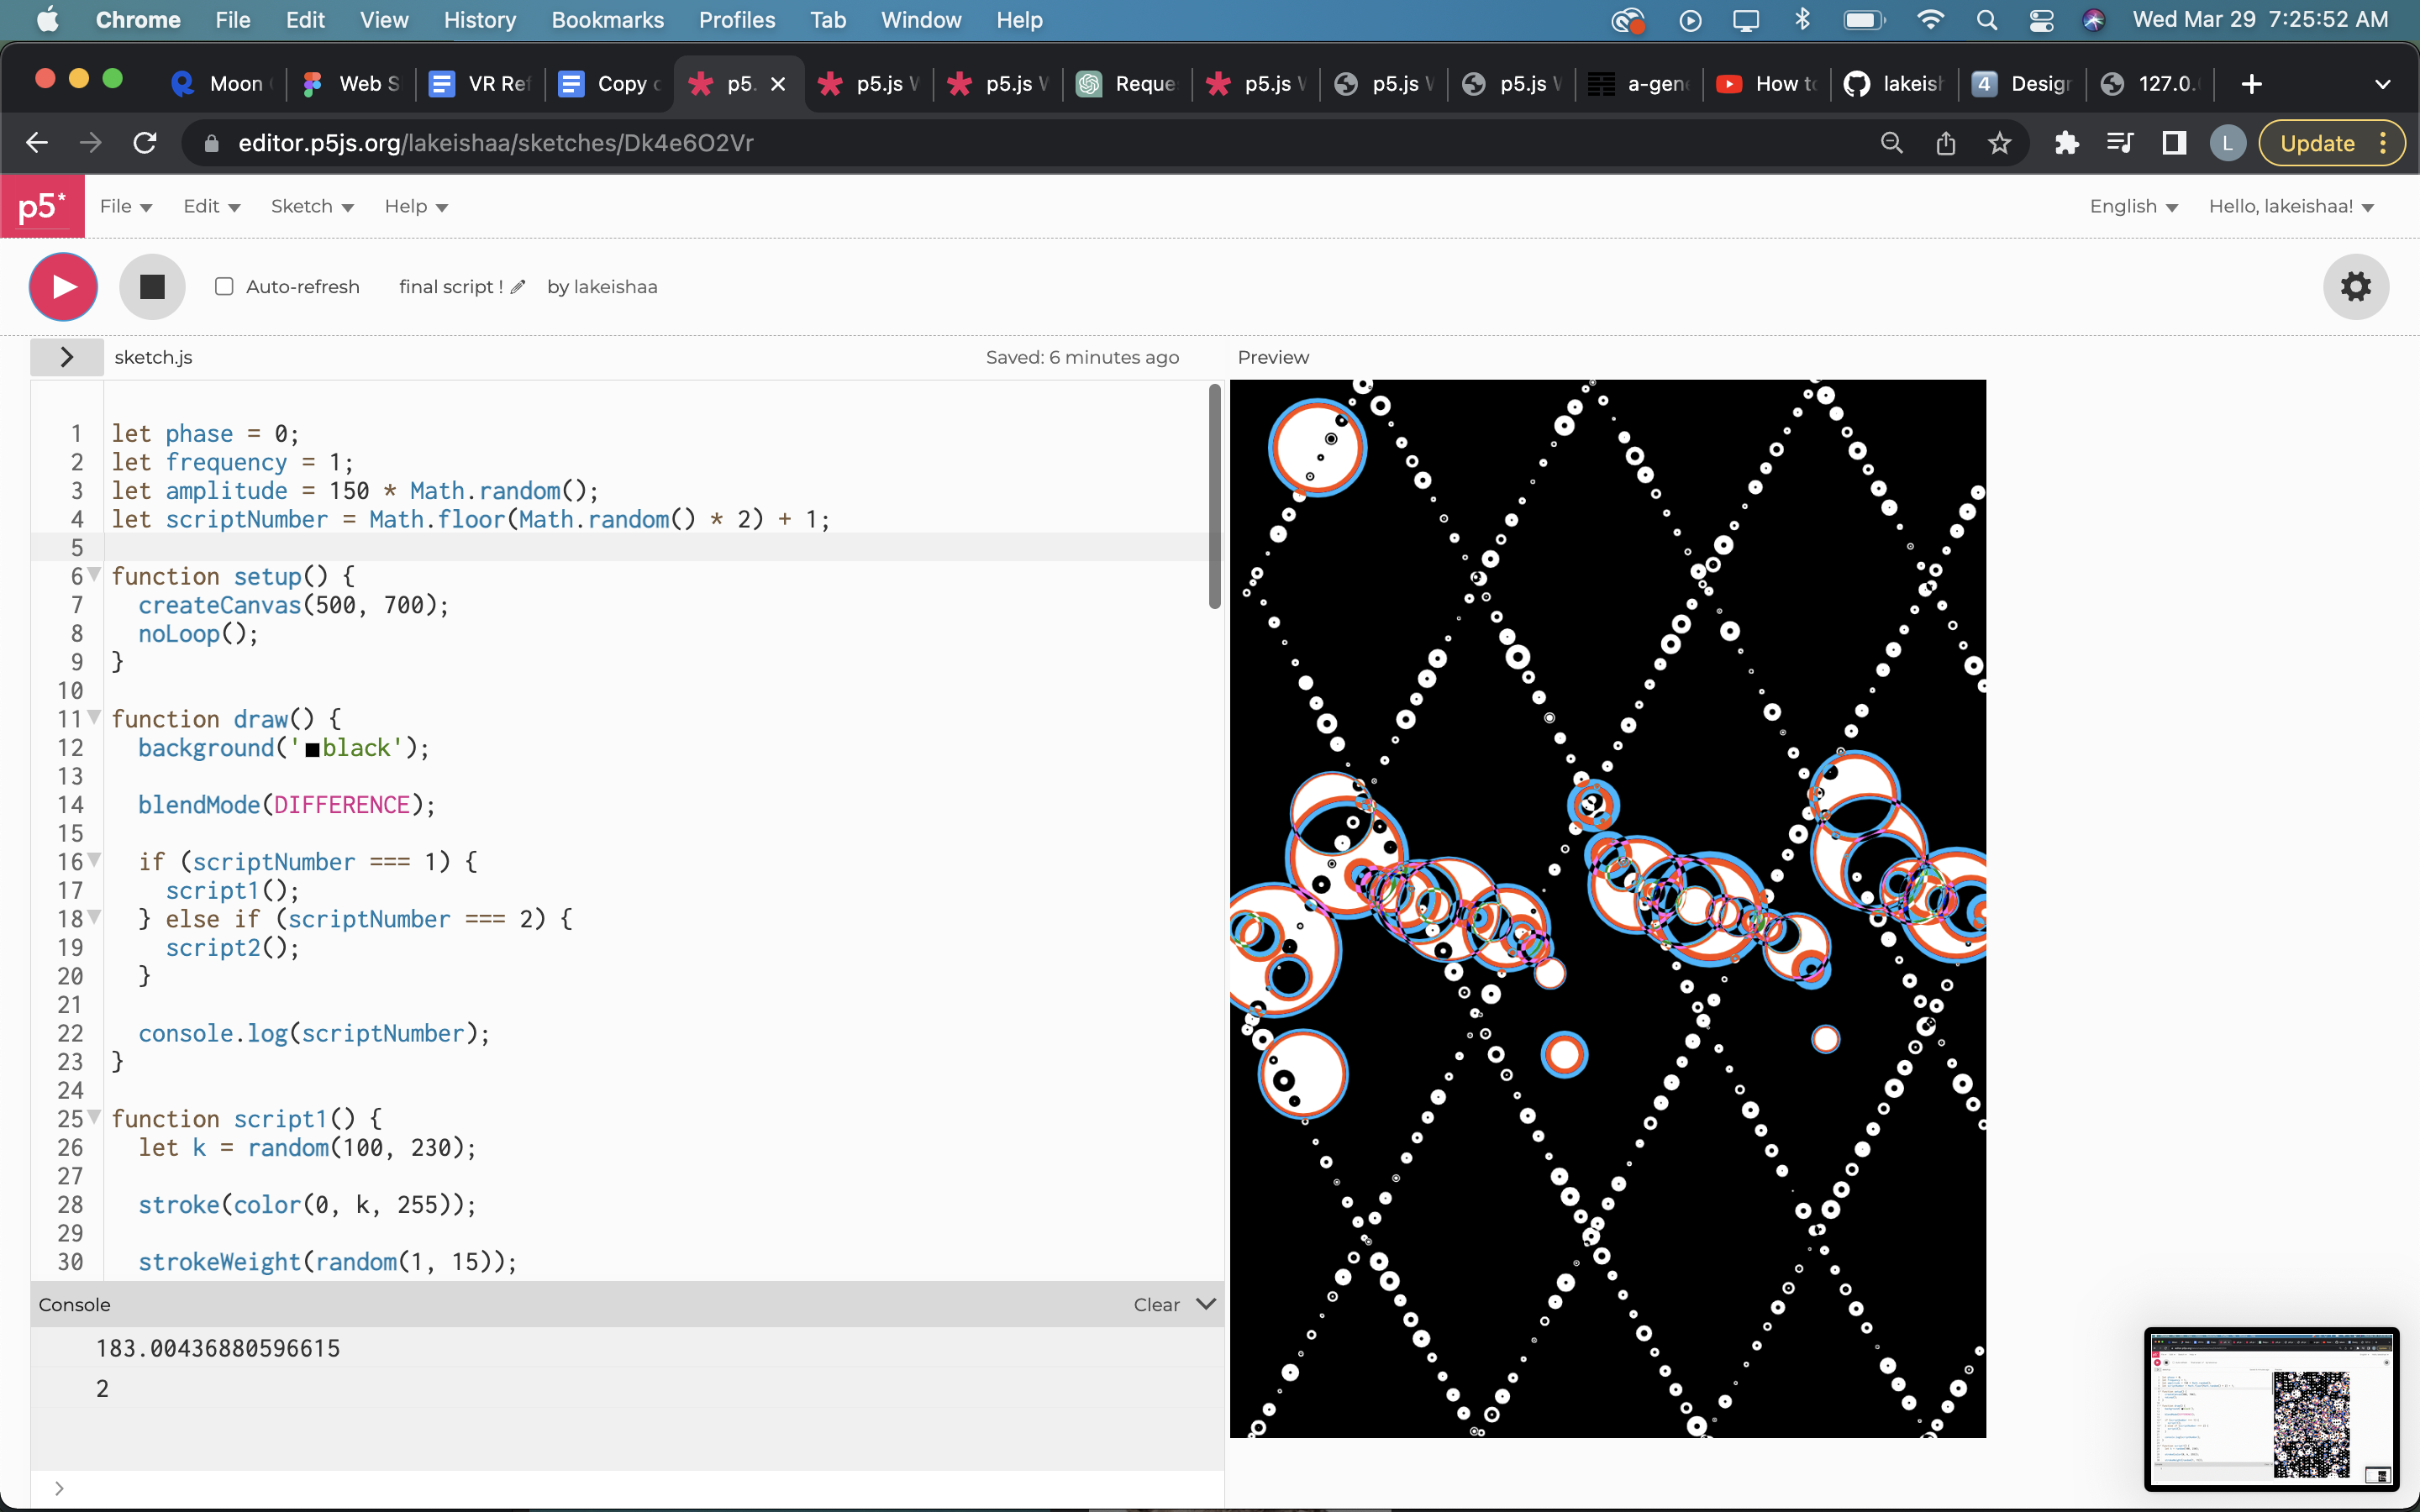 Chrome File Edit View History Bookmarks Profiles Tab Window Help Wed Mar 29 7:25:52 AM
Moon Web S VR Ref Copy o p5. p5.js W p5.js W Reque p5.js W p5.js W p5.js W a-gene How to lakeish 4 Design 127.0.
editor.p5js.org/lakeishaa/sketches/Dk4e6O2Vr L Update
p5* File Edit Sketch Help English Hello, lakeishaa!
Auto-refresh final script ! by lakeishaa
> sketch.js Saved: 6 minutes ago Preview
1 let phase = 0;
2 let frequency = 1;
3 let amplitude = 150 * Math.random();
4 let scriptNumber = Math.floor(Math.random() * 2) + 1;
5
6 function setup() {
7 createCanvas(500, 700);
8 noLoop();
9 }
10
11 function draw() {
12 background('black');
13
14 blendMode(DIFFERENCE);
15
16 if (scriptNumber === 1) {
17 script1();
18 } else if (scriptNumber === 2) {
19 script2();
20 }
21
22 console.log(scriptNumber);
23 }
24
25 function script1() {
26 let k = random(100, 230);
27
28 stroke(color(0, k, 255));
29
30 strokeWeight(random(1, 15));
Console Clear
183.00436880596615
2
>